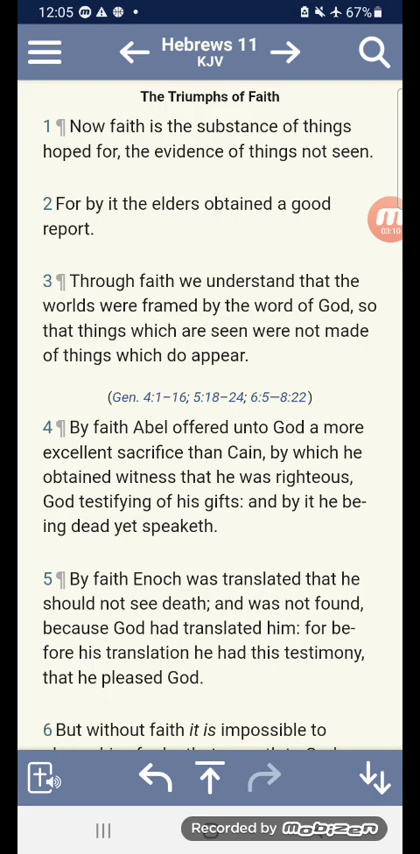 12:05 67%
Hebrews 11
KJV
The Triumphs of Faith
1 ¶ Now faith is the substance of things
hoped for, the evidence of things not seen.
2 For by it the elders obtained a good
report.
03:10
3 ¶ Through faith we understand that the
worlds were framed by the word of God, so
that things which are seen were not made
of things which do appear.
(Gen. 4:1–16; 5:18–24; 6:5—8:22)
4 ¶ By faith Abel offered unto God a more
excellent sacrifice than Cain, by which he
obtained witness that he was righteous,
God testifying of his gifts: and by it he be-
ing dead yet speaketh.
5 ¶ By faith Enoch was translated that he
should not see death; and was not found,
because God had translated him: for be-
fore his translation he had this testimony,
that he pleased God.
6 But without faith it is impossible to
Recorded by mobizen